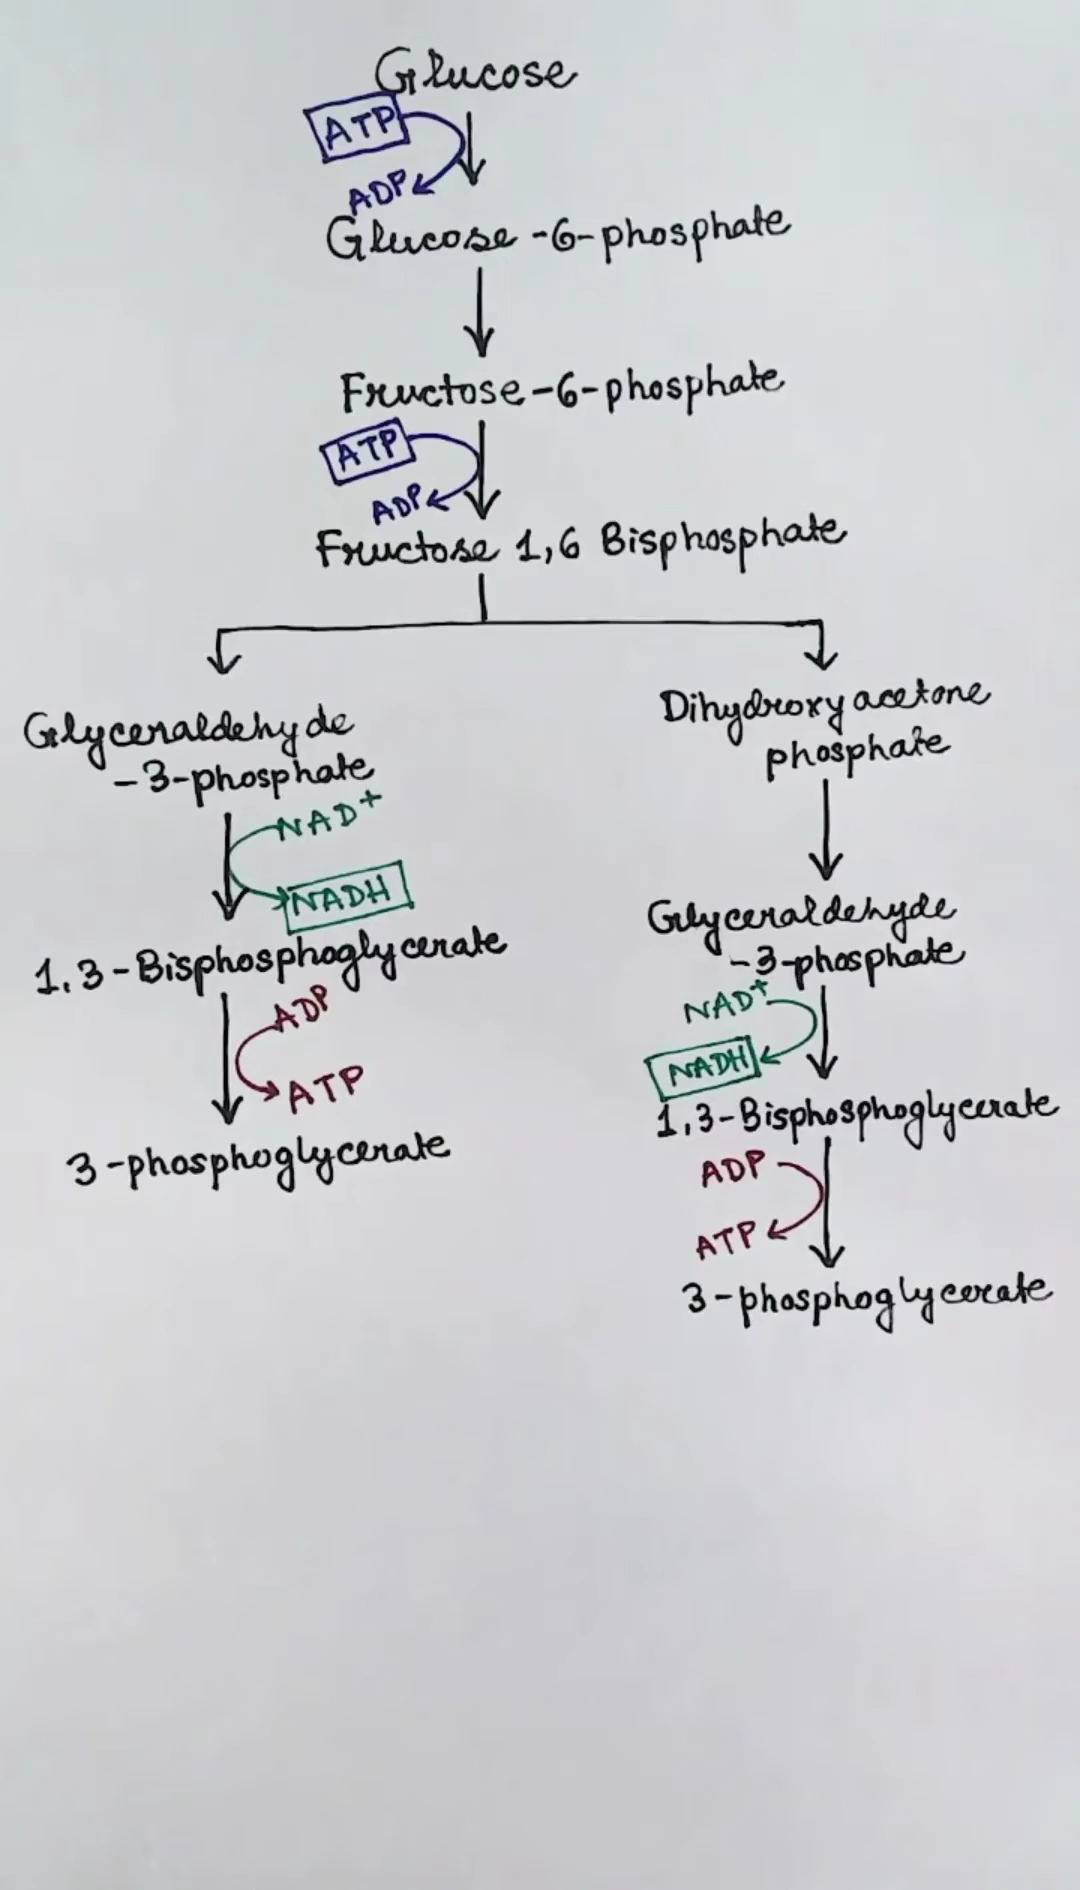 Glucose
ATP
ADP
Glucose -6-phosphate
Fructose-6-phosphate
ATP
ADP
Fructose 1,6 Bisphosphate
Glyceraldehyde
-3-phosphate
NAD+
NADH
1,3-Bisphosphoglycerate
ADP
ATP
3-phosphoglycerate
Dihydroxyacetone
phosphate
Glyceraldehyde
-3-phosphate
NAD+
NADH
1,3-Bisphosphoglycerate
ADP
ATP
3-phosphoglycerate